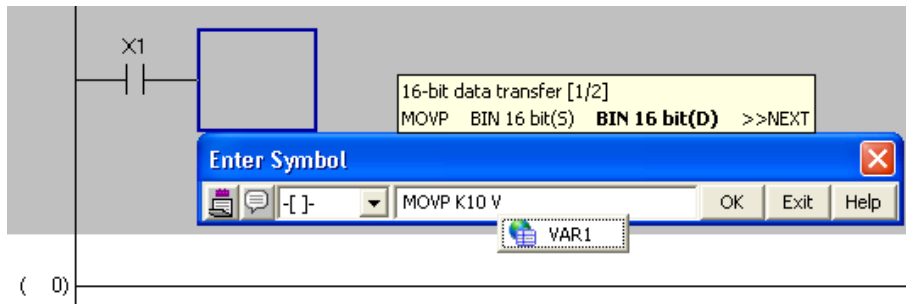 X1
16-bit data transfer [1/2]
MOVP BIN 16 bit(S) BIN 16 bit(D) >>NEXT
Enter Symbol
-[ ]- MOVP K10 V OK Exit Help
VAR1
( 0)